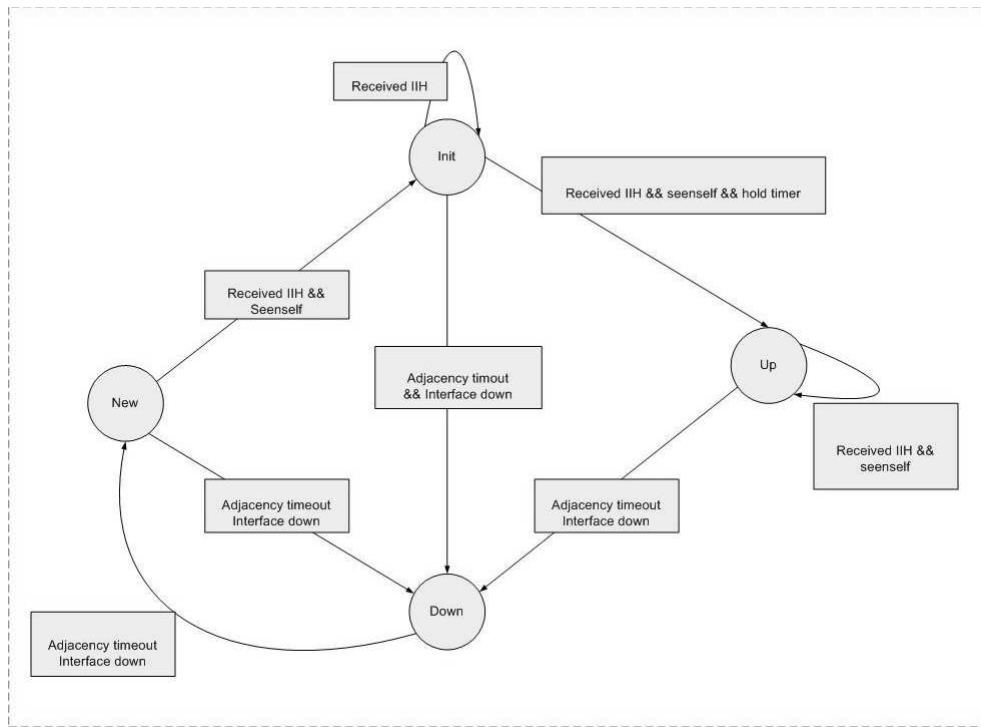 Received IIH
Init
Received IIH && seenself && hold timer
Received IIH &&
Seenself
Adjacency timout
&& Interface down
Up
New
Received IIH &&
seenself
Adjacency timeout
Interface down
Adjacency timeout
Interface down
Down
Adjacency timeout
Interface down